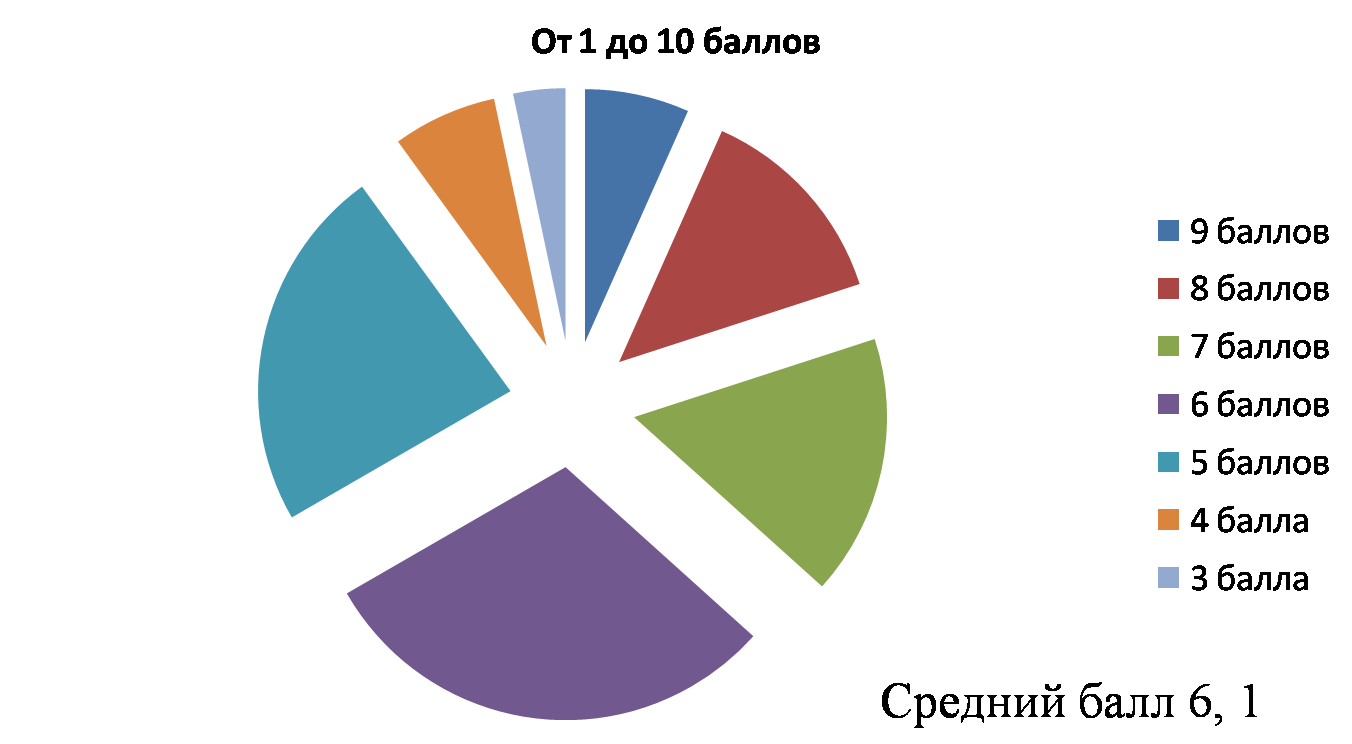 От 1 до 10 баллов
9 баллов
8 баллов
7 баллов
6 баллов
5 баллов
4 балла
3 балла
Средний балл 6, 1